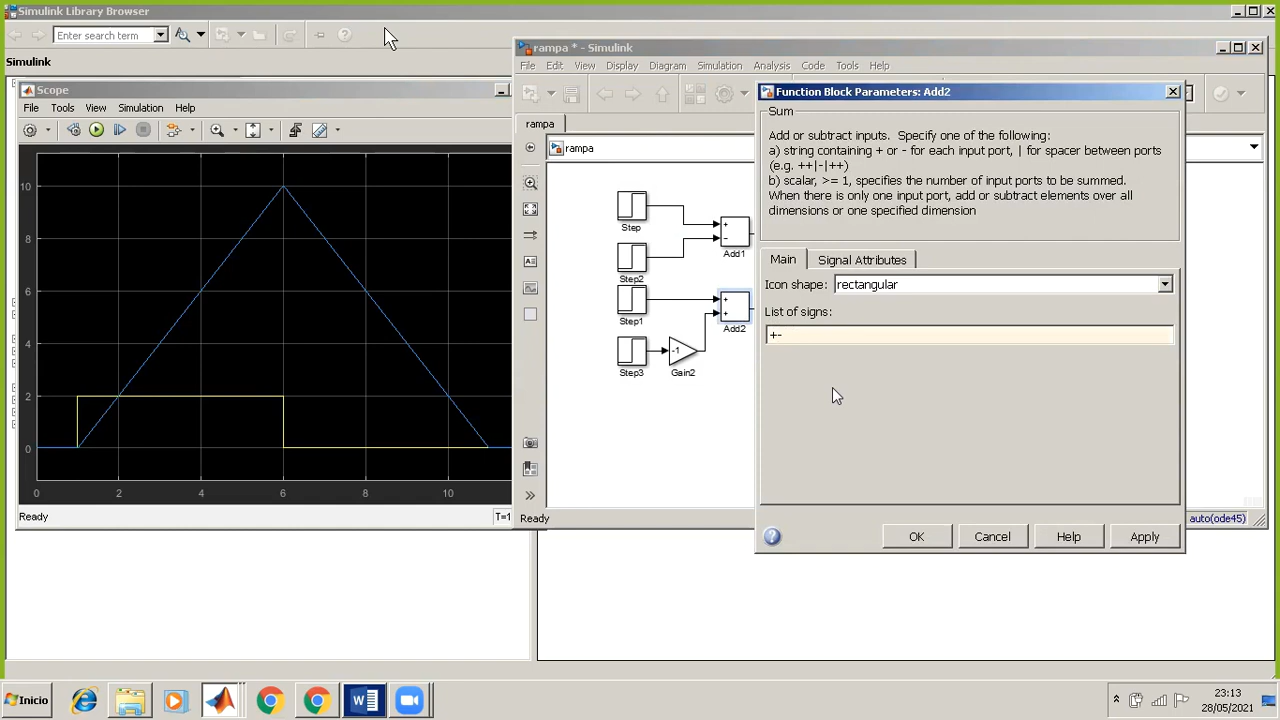 Simulink Library Browser
Enter search term
Simulink
Scope
File Tools View Simulation Help
10
8
6
4
2
0
0 2 4 6 8 10
Ready T=1
rampa * - Simulink
File Edit View Display Diagram Simulation Analysis Code Tools Help
rampa
rampa
Step
Step2
Step1
Step3
+
−
Add1
+
+
Add2
-1
Gain2
Ready
auto(ode45)
Function Block Parameters: Add2
Sum
Add or subtract inputs. Specify one of the following:
a) string containing + or - for each input port, | for spacer between ports
(e.g. ++|-|++)
b) scalar, >= 1, specifies the number of input ports to be summed.
When there is only one input port, add or subtract elements over all
dimensions or one specified dimension
Main Signal Attributes
Icon shape: rectangular
List of signs:
+-
OK Cancel Help Apply
Inicio
23:13
28/05/2021